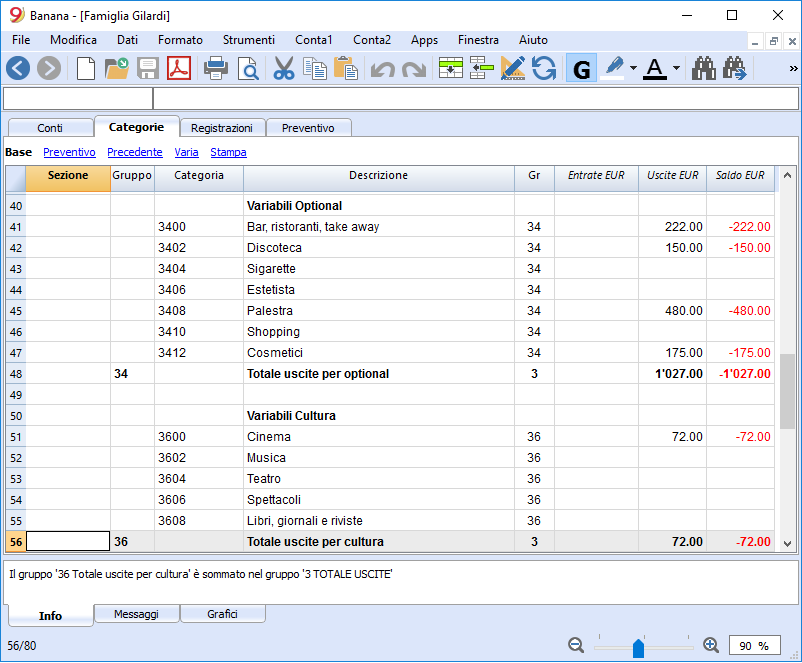 Banana - [Famiglia Gilardi]
File Modifica Dati Formato Strumenti Conta1 Conta2 Apps Finestra Aiuto
G A »
Conti Categorie Registrazioni Preventivo
Base Preventivo Precedente Varia Stampa
Sezione Gruppo Categoria Descrizione Gr Entrate EUR Uscite EUR Saldo EUR
40 Variabili Optional
41 3400 Bar, ristoranti, take away 34 222.00 -222.00
42 3402 Discoteca 34 150.00 -150.00
43 3404 Sigarette 34
44 3406 Estetista 34
45 3408 Palestra 34 480.00 -480.00
46 3410 Shopping 34
47 3412 Cosmetici 34 175.00 -175.00
48 34 Totale uscite per optional 3 1'027.00 -1'027.00
49
50 Variabili Cultura
51 3600 Cinema 36 72.00 -72.00
52 3602 Musica 36
53 3604 Teatro 36
54 3606 Spettacoli 36
55 3608 Libri, giornali e riviste 36
56 36 Totale uscite per cultura 3 72.00 -72.00
Il gruppo '36 Totale uscite per cultura' è sommato nel gruppo '3 TOTALE USCITE'
Info Messaggi Grafici
56/80 90 %